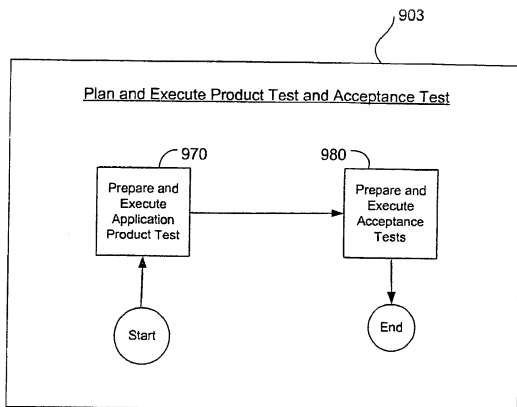 903
Plan and Execute Product Test and Acceptance Test
970
980
Prepare and
Execute
Application
Product Test
Prepare and
Execute
Acceptance
Tests
Start
End